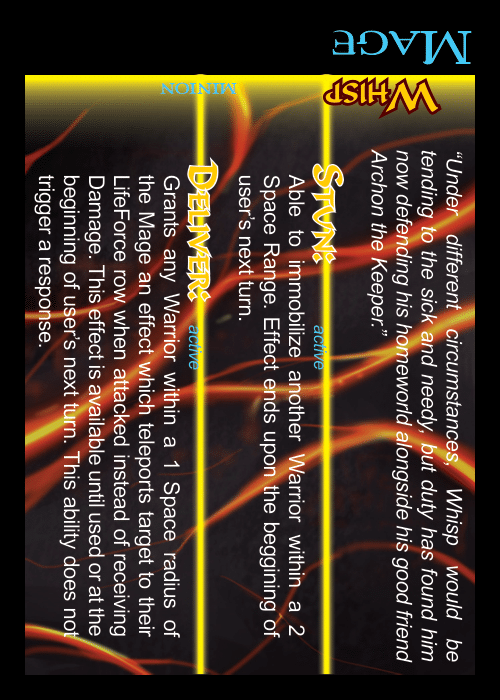 MAGE
WHISP
MINION
“Under different circumstances, Whisp would be
tending to the sick and needy, but duty has found him
now defending his homeworld alongside his good friend
Archon the Keeper.”
STUN: active
Able to immobilize another Warrior within a 2
Space Range. Effect ends upon the beggining of
user's next turn.
DELIVER: active
Grants any Warrior within a 1 Space radius of
the Mage an effect which teleports target to their
LifeForce row when attacked instead of receiving
Damage. This effect is available until used or at the
beginning of user's next turn. This ability does not
trigger a response.